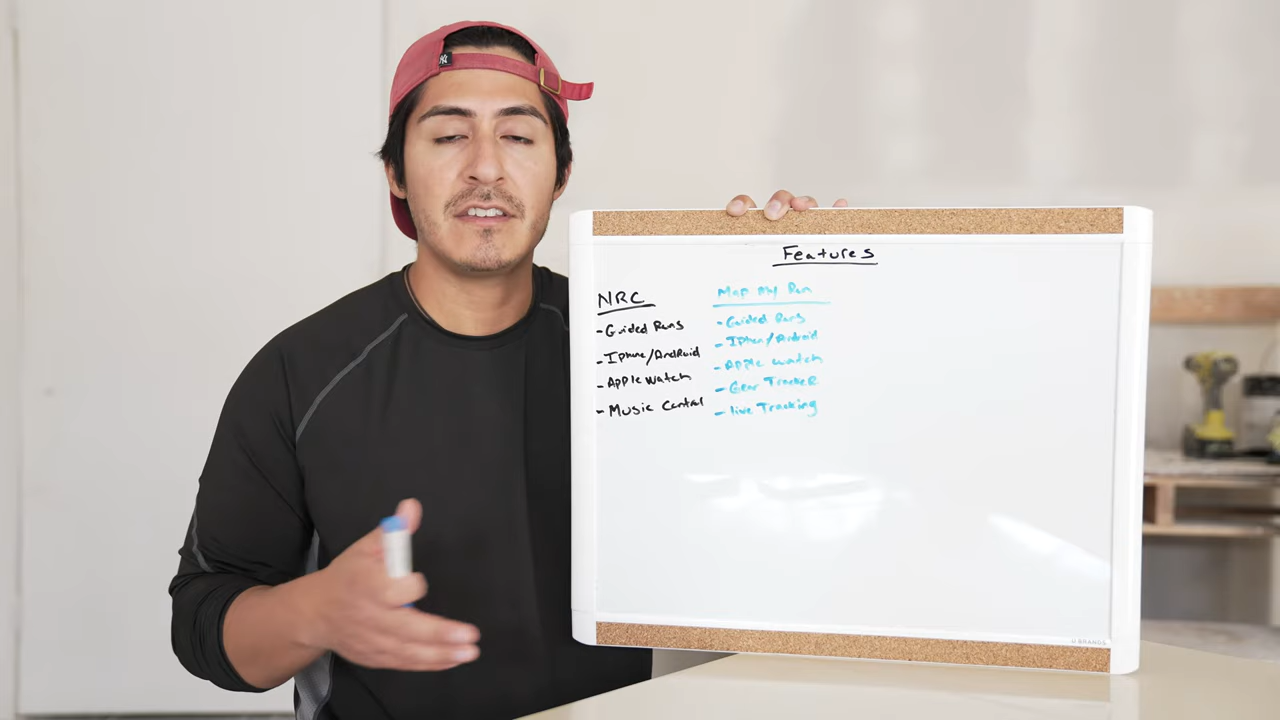 Features
NRC
- Guided Runs
- Iphone/Android
- Apple Watch
- Music Control
Map My Run
- Guided Runs
- Iphone/Android
- Apple watch
- Gear Tracker
- live Tracking